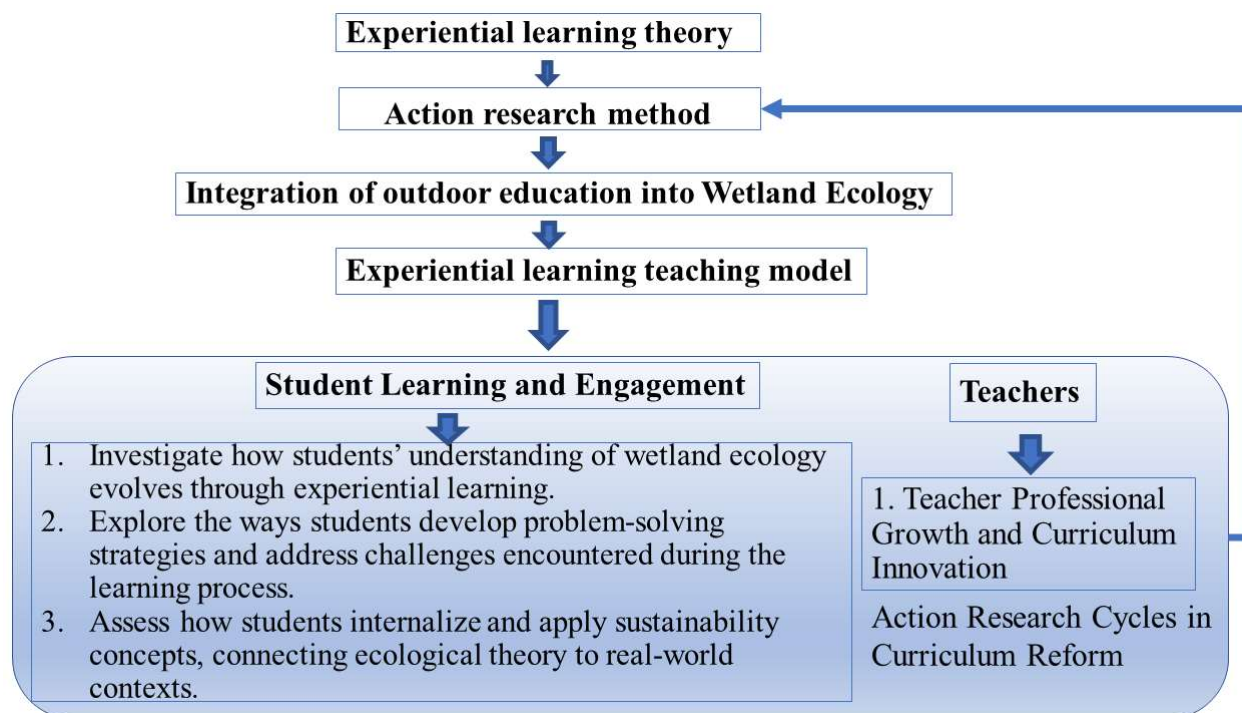 Experiential learning theory
Action research method
Integration of outdoor education into Wetland Ecology
Experiential learning teaching model
Student Learning and Engagement
1. Investigate how students’ understanding of wetland ecology
evolves through experiential learning.
2. Explore the ways students develop problem-solving
strategies and address challenges encountered during the
learning process.
3. Assess how students internalize and apply sustainability
concepts, connecting ecological theory to real-world
contexts.
Teachers
1. Teacher Professional
Growth and Curriculum
Innovation
Action Research Cycles in
Curriculum Reform